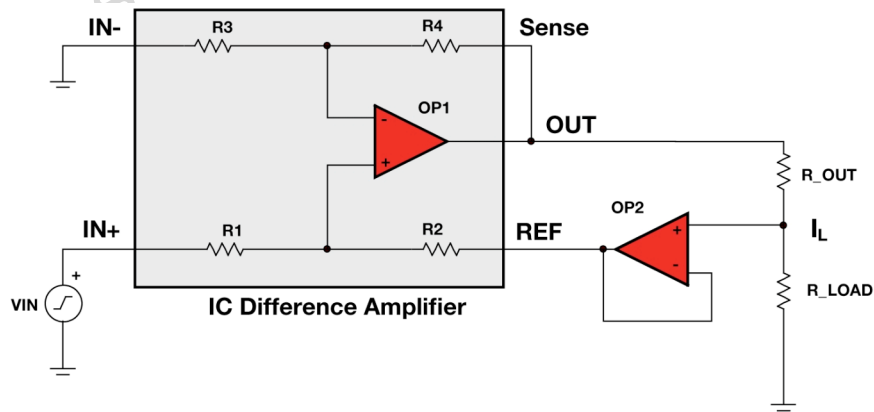 IN-
R3
R4
Sense
OP1
-
+
OUT
R_OUT
IN+
R1
R2
REF
OP2
+
-
IL
+
VIN
R_LOAD
IC Difference Amplifier